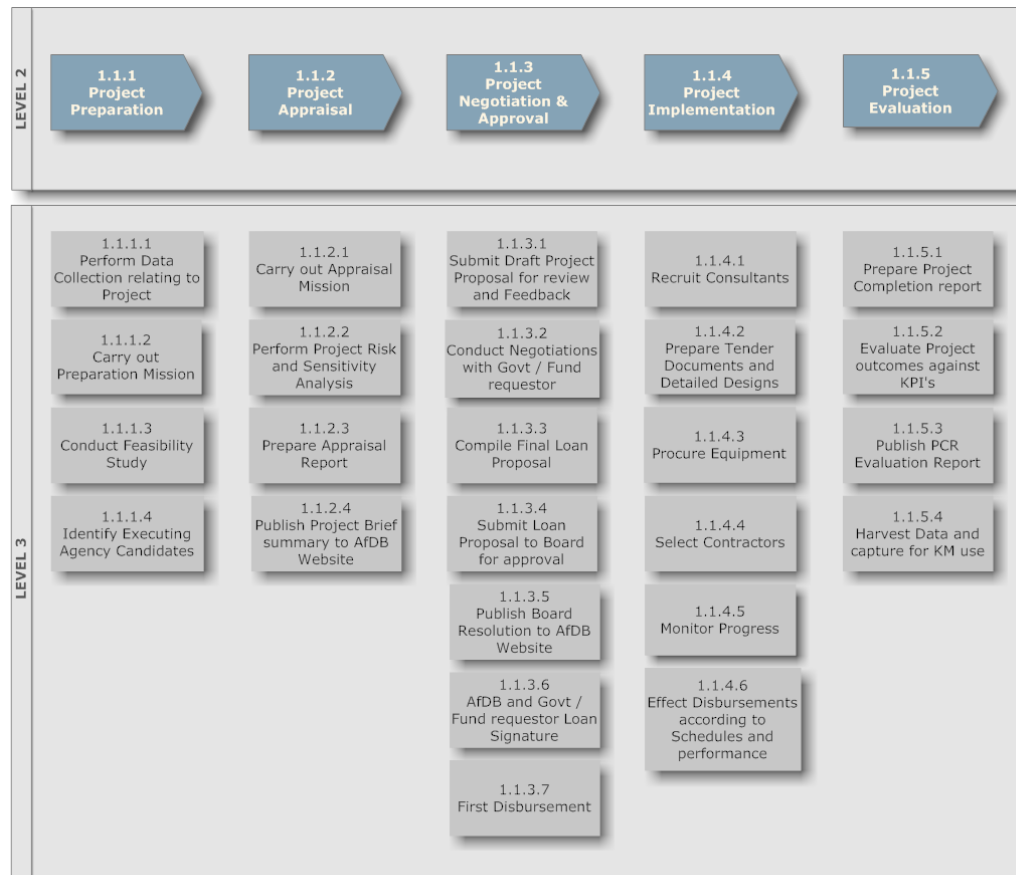 LEVEL 2
1.1.1
Project
Preparation
1.1.2
Project
Appraisal
1.1.3
Project
Negotiation &
Approval
1.1.4
Project
Implementation
1.1.5
Project
Evaluation
LEVEL 3
1.1.1.1
Perform Data
Collection relating to
Project
1.1.1.2
Carry out
Preparation Mission
1.1.1.3
Conduct Feasibility
Study
1.1.1.4
Identify Executing
Agency Candidates
1.1.2.1
Carry out Appraisal
Mission
1.1.2.2
Perform Project Risk
and Sensitivity
Analysis
1.1.2.3
Prepare Appraisal
Report
1.1.2.4
Publish Project Brief
summary to AfDB
Website
1.1.3.1
Submit Draft Project
Proposal for review
and Feedback
1.1.3.2
Conduct Negotiations
with Govt / Fund
requestor
1.1.3.3
Compile Final Loan
Proposal
1.1.3.4
Submit Loan
Proposal to Board
for approval
1.1.3.5
Publish Board
Resolution to AfDB
Website
1.1.3.6
AfDB and Govt /
Fund requestor Loan
Signature
1.1.3.7
First Disbursement
1.1.4.1
Recruit Consultants
1.1.4.2
Prepare Tender
Documents and
Detailed Designs
1.1.4.3
Procure Equipment
1.1.4.4
Select Contractors
1.1.4.5
Monitor Progress
1.1.4.6
Effect Disbursements
according to
Schedules and
performance
1.1.5.1
Prepare Project
Completion report
1.1.5.2
Evaluate Project
outcomes against
KPI's
1.1.5.3
Publish PCR
Evaluation Report
1.1.5.4
Harvest Data and
capture for KM use